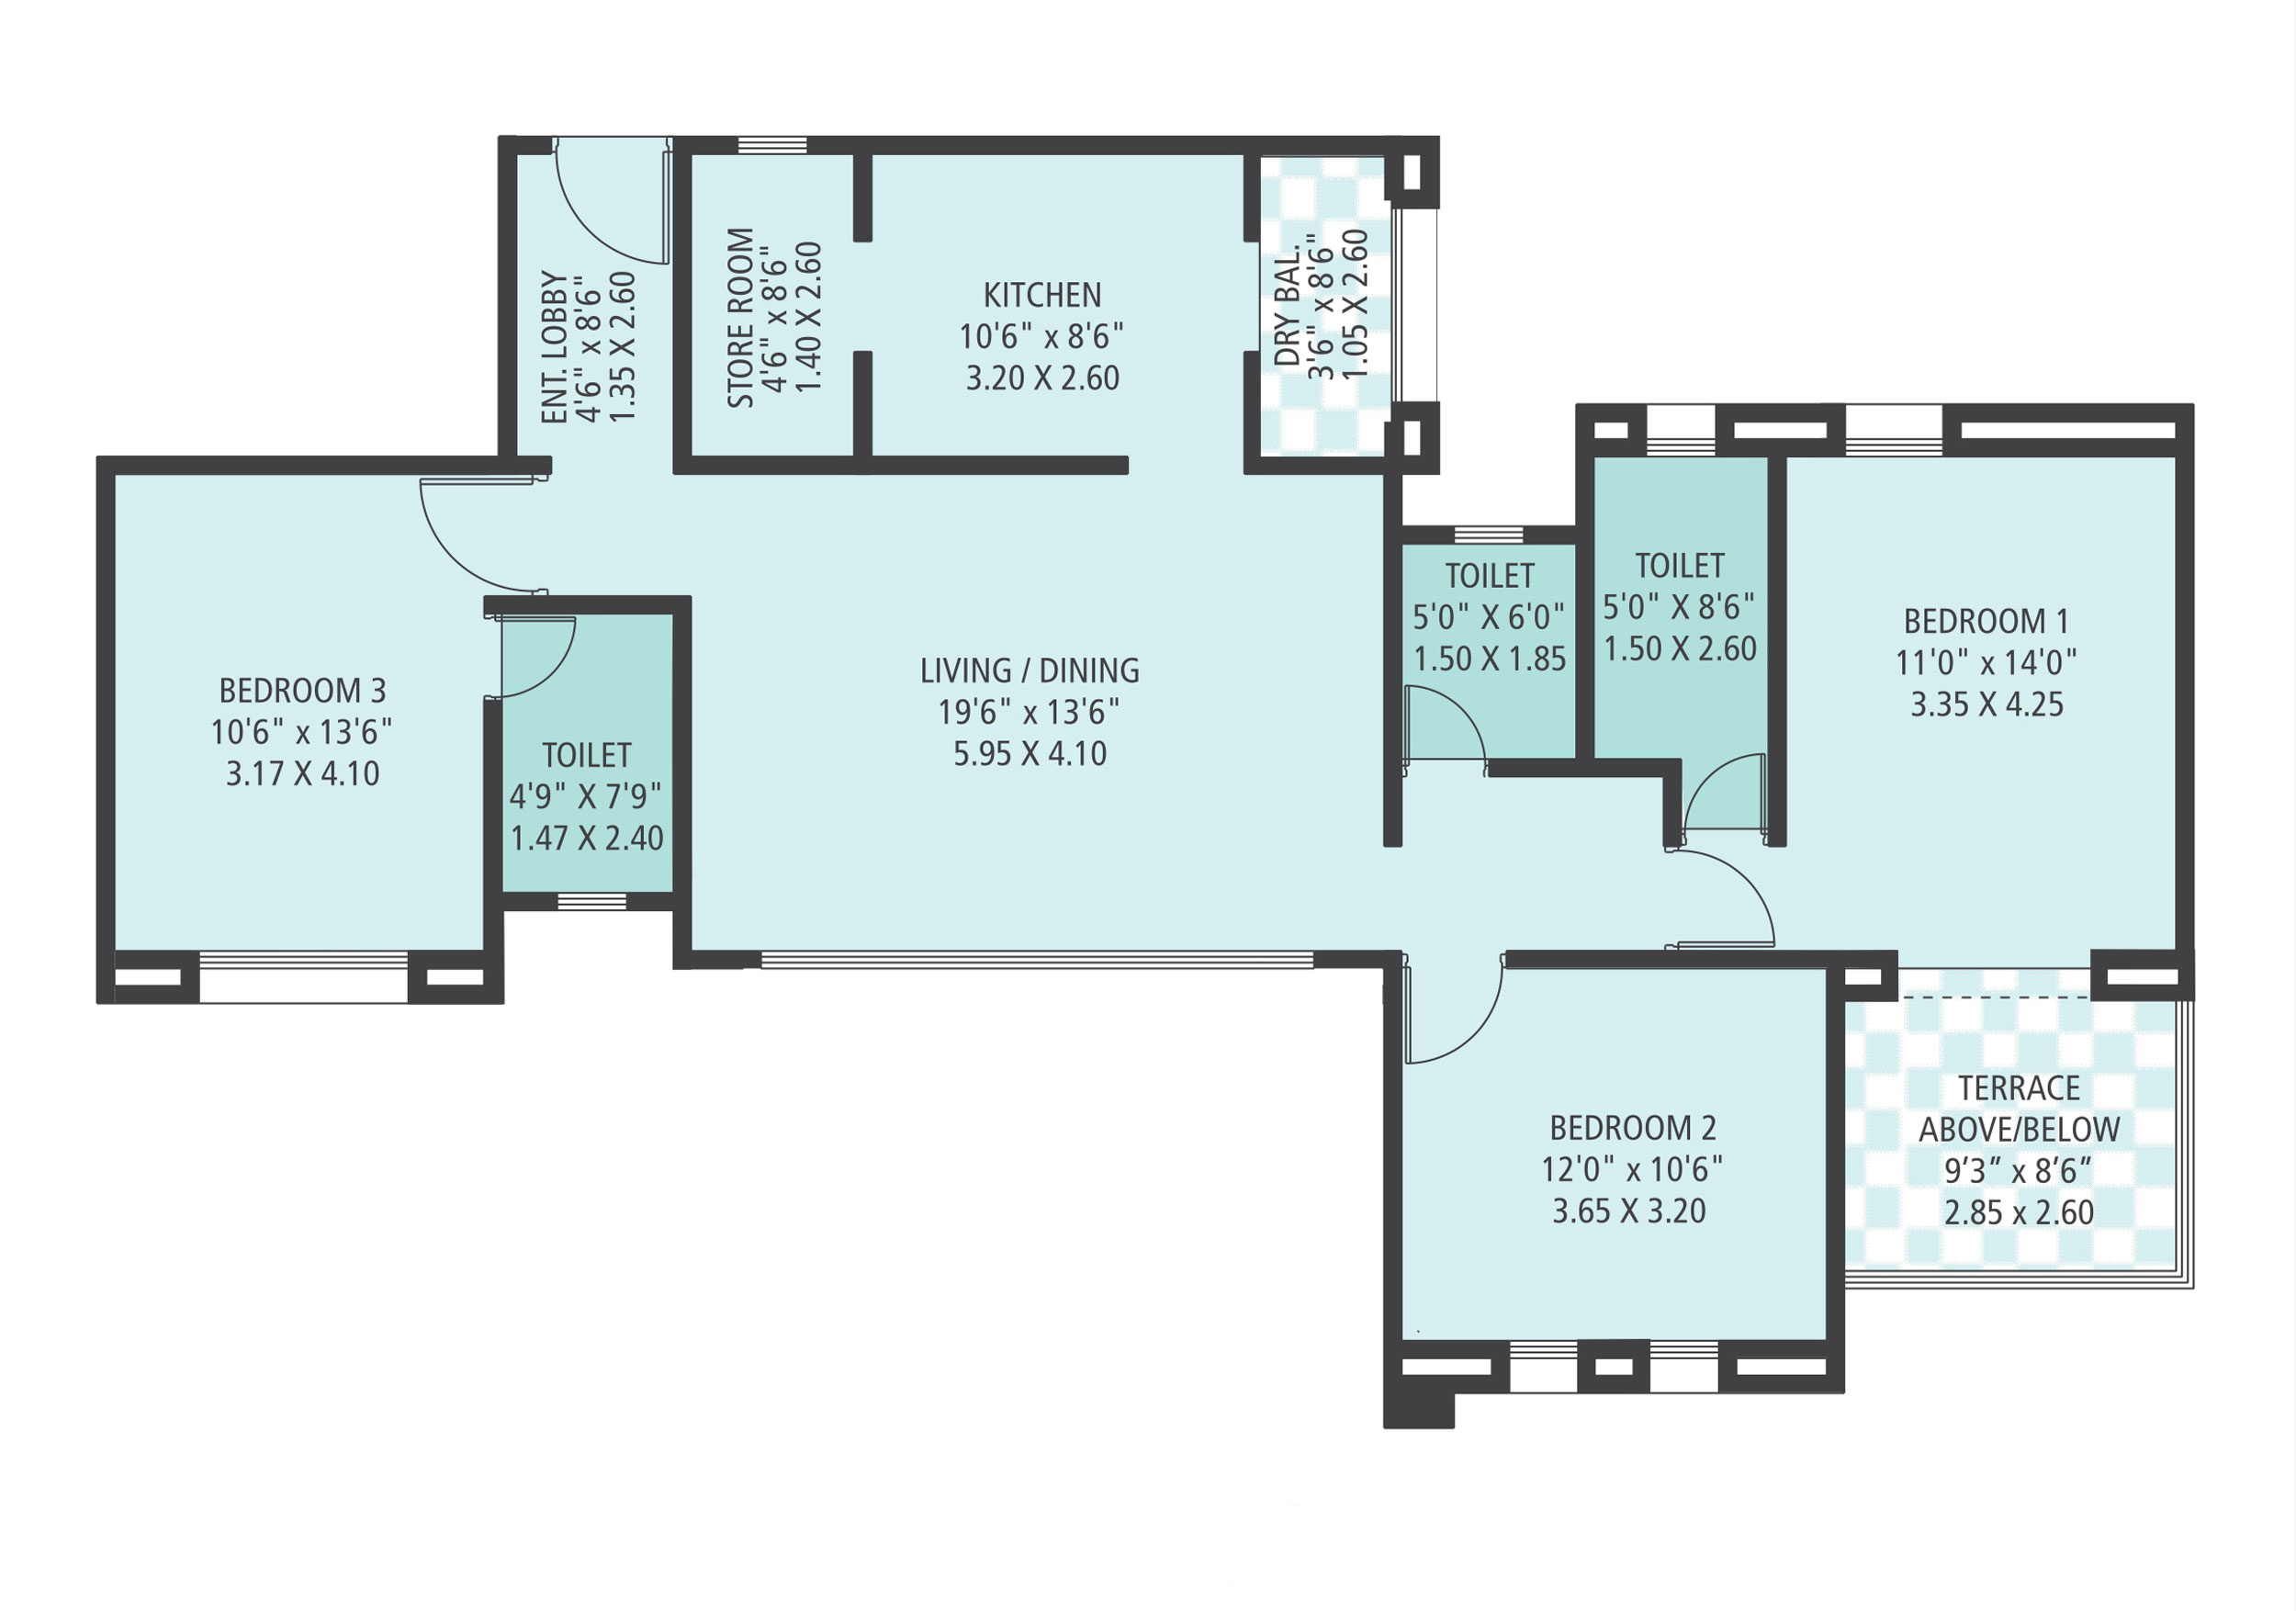 ENT. LOBBY
4'6" x 8'6"
1.35 X 2.60
STORE ROOM
4'6" x 8'6"
1.40 X 2.60
KITCHEN
10'6" x 8'6"
3.20 X 2.60
DRY BAL.
3'6" x 8'6"
1.05 X 2.60
BEDROOM 3
10'6" x 13'6"
3.17 X 4.10
TOILET
4'9" X 7'9"
1.47 X 2.40
LIVING / DINING
19'6" x 13'6"
5.95 X 4.10
TOILET
5'0" X 6'0"
1.50 X 1.85
TOILET
5'0" X 8'6"
1.50 X 2.60
BEDROOM 1
11'0" x 14'0"
3.35 X 4.25
BEDROOM 2
12'0" x 10'6"
3.65 X 3.20
TERRACE
ABOVE/BELOW
9’3” x 8’6”
2.85 x 2.60